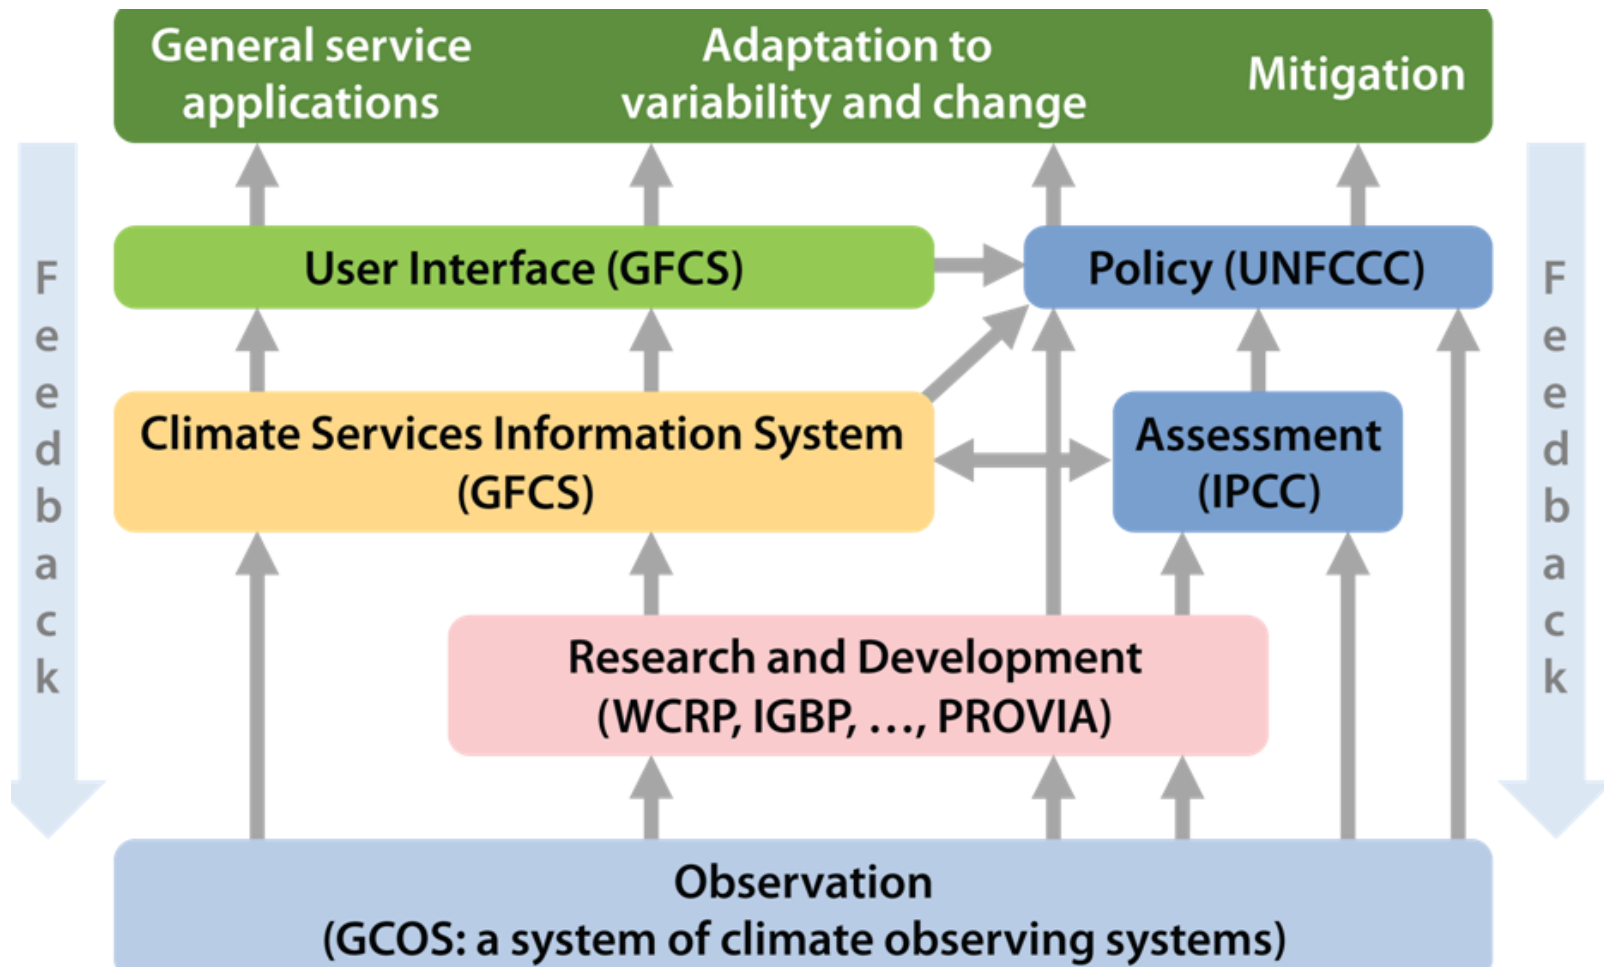 General service
applications
Adaptation to
variability and change
Mitigation
Feedback
Feedback
User Interface (GFCS)
Policy (UNFCCC)
Climate Services Information System
(GFCS)
Assessment
(IPCC)
Research and Development
(WCRP, IGBP, …, PROVIA)
Observation
(GCOS: a system of climate observing systems)